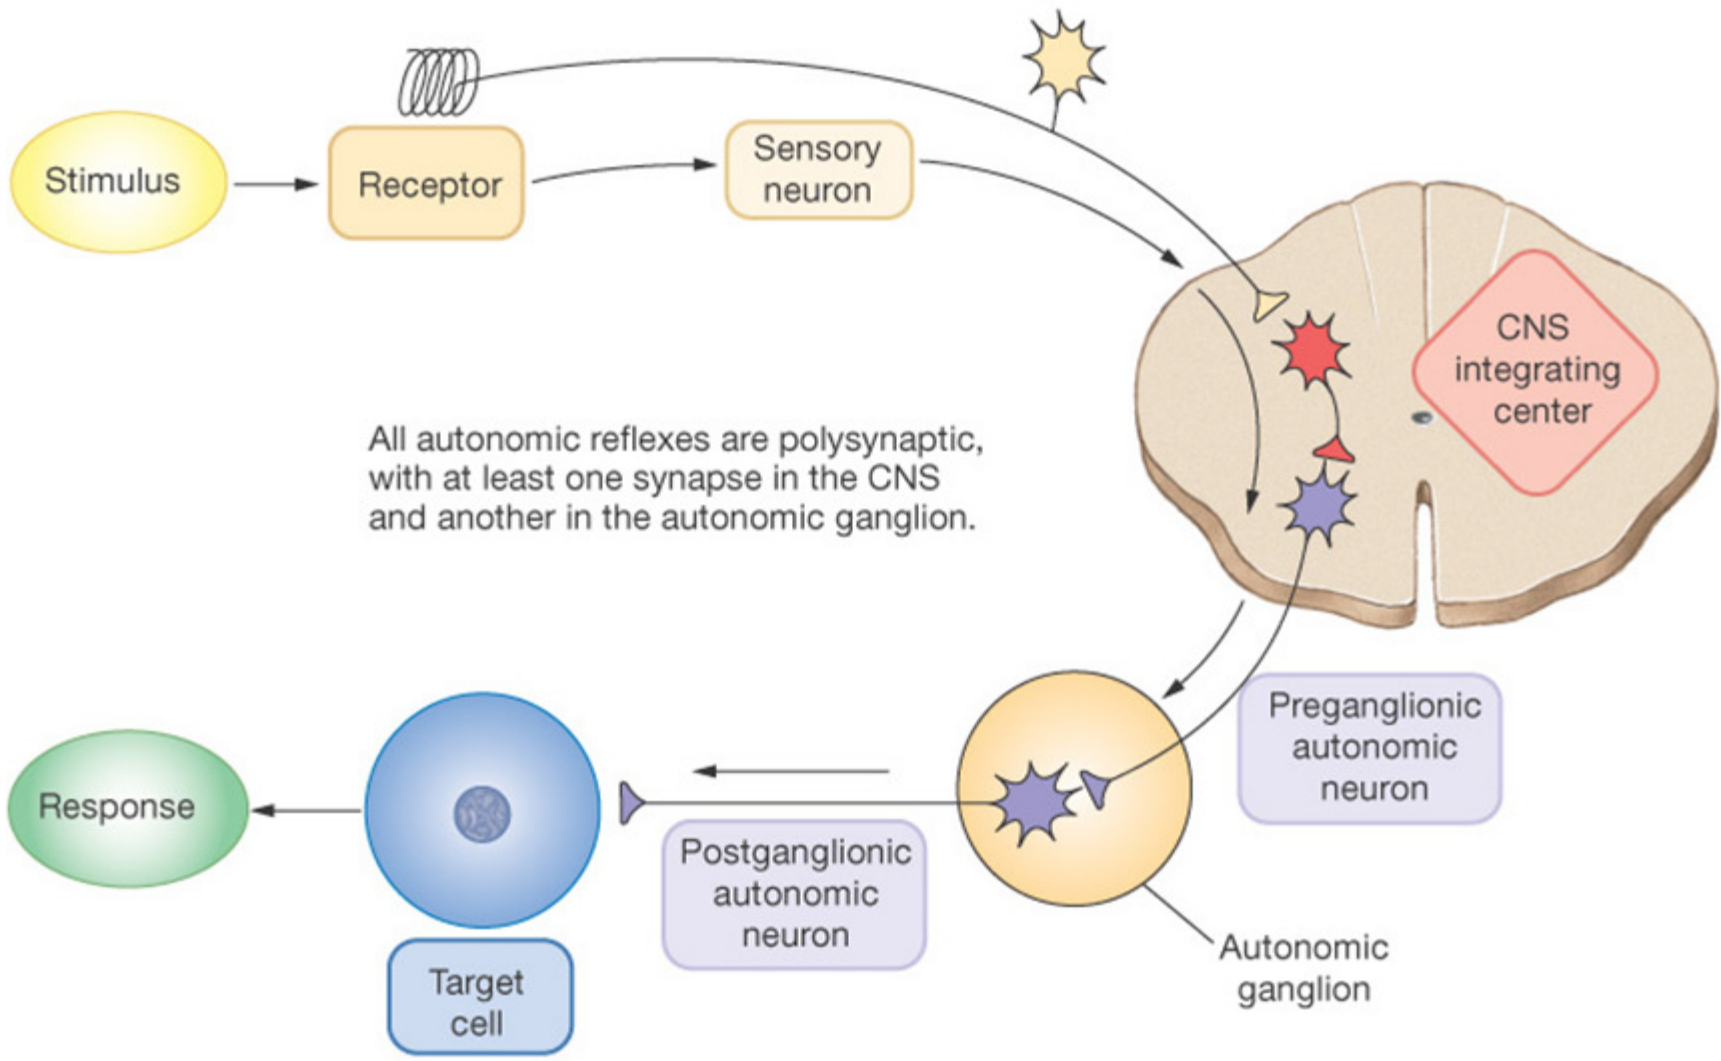 Stimulus
Receptor
Sensory
neuron
CNS
integrating
center
All autonomic reflexes are polysynaptic,
with at least one synapse in the CNS
and another in the autonomic ganglion.
Preganglionic
autonomic
neuron
Autonomic
ganglion
Postganglionic
autonomic
neuron
Target
cell
Response